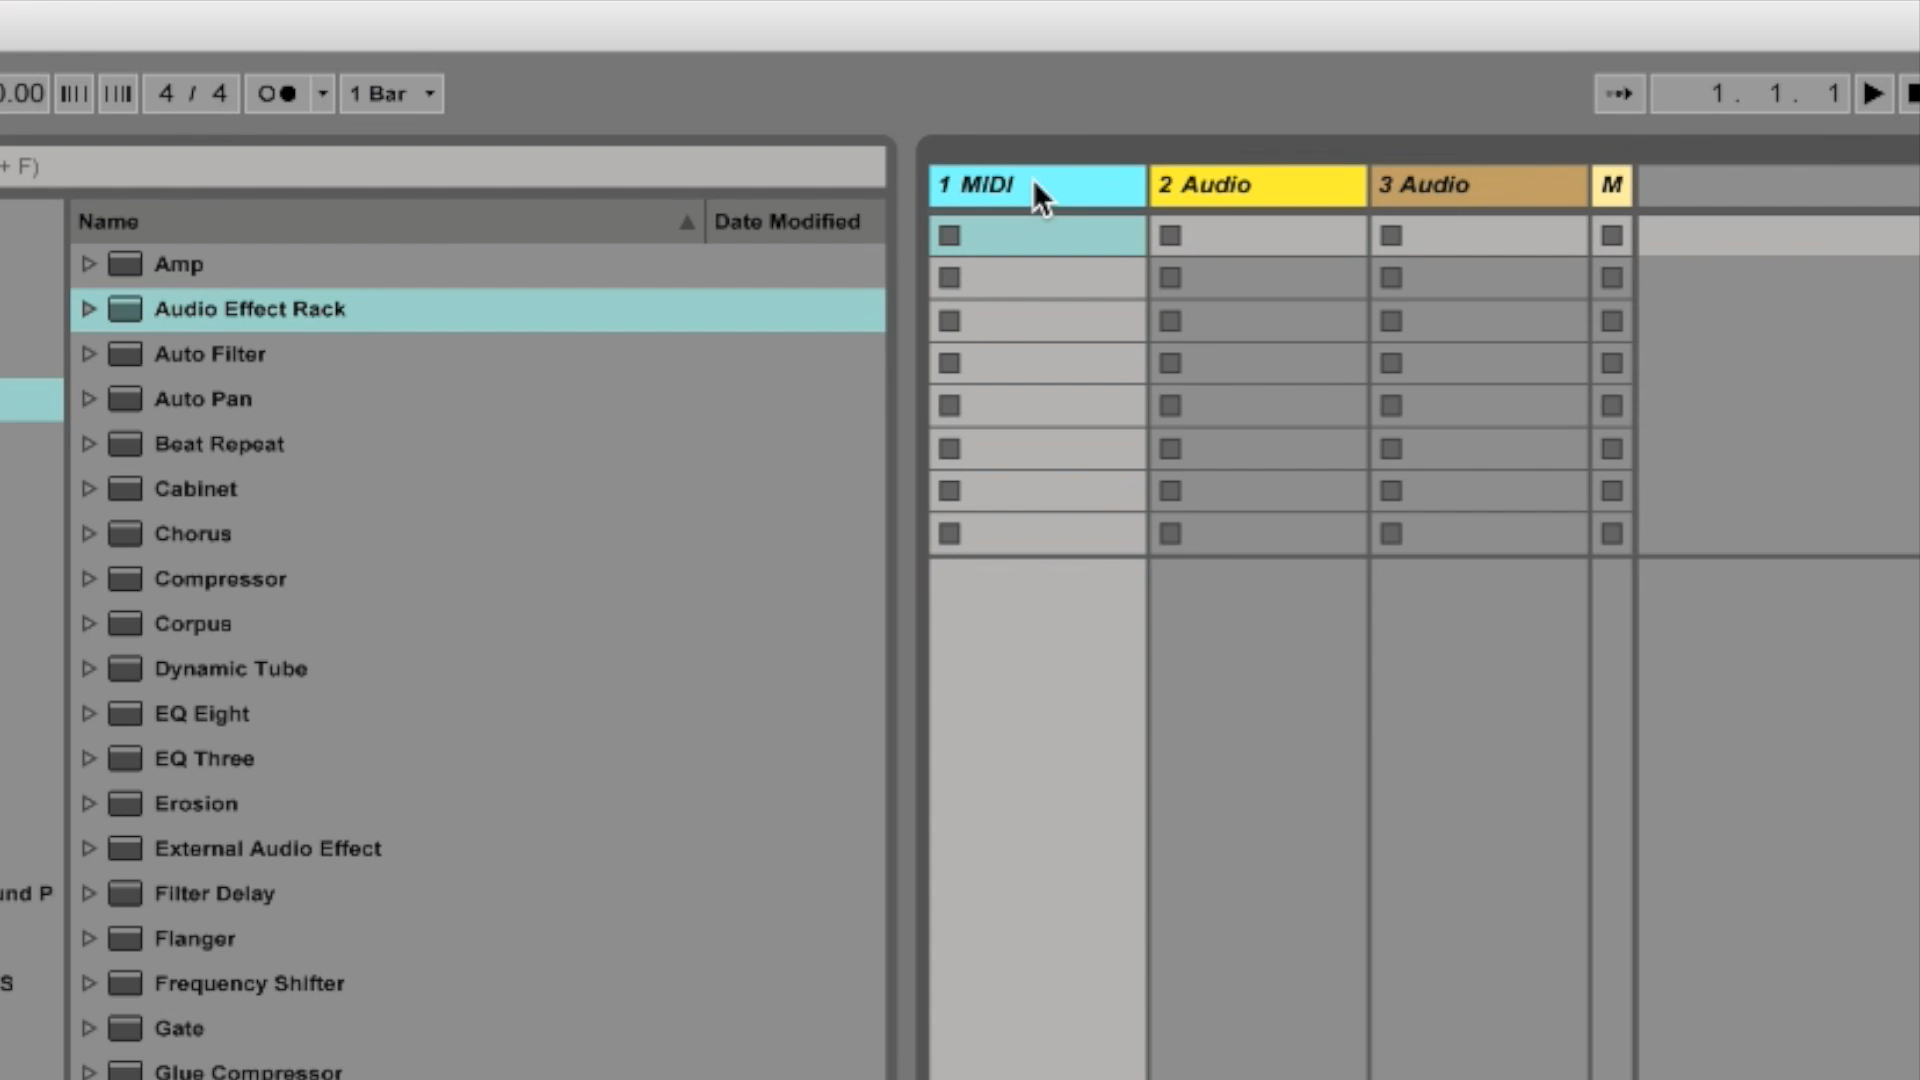 0.00 4 / 4 1 Bar 1. 1. 1
+ F)
1 MIDI 2 Audio 3 Audio M
Name Date Modified
Amp
Audio Effect Rack
Auto Filter
Auto Pan
Beat Repeat
Cabinet
Chorus
Compressor
Corpus
Dynamic Tube
EQ Eight
EQ Three
Erosion
External Audio Effect
und P Filter Delay
Flanger
S Frequency Shifter
Gate
Glue Compressor